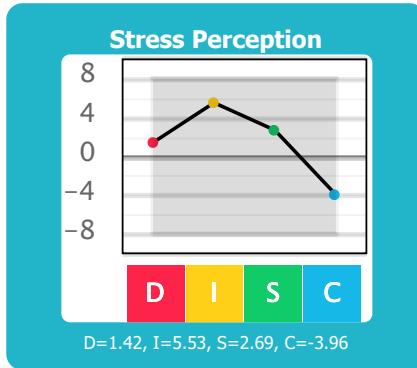 Stress Perception
8
4
0
−4
−8
D I S C
D=1.42, I=5.53, S=2.69, C=-3.96